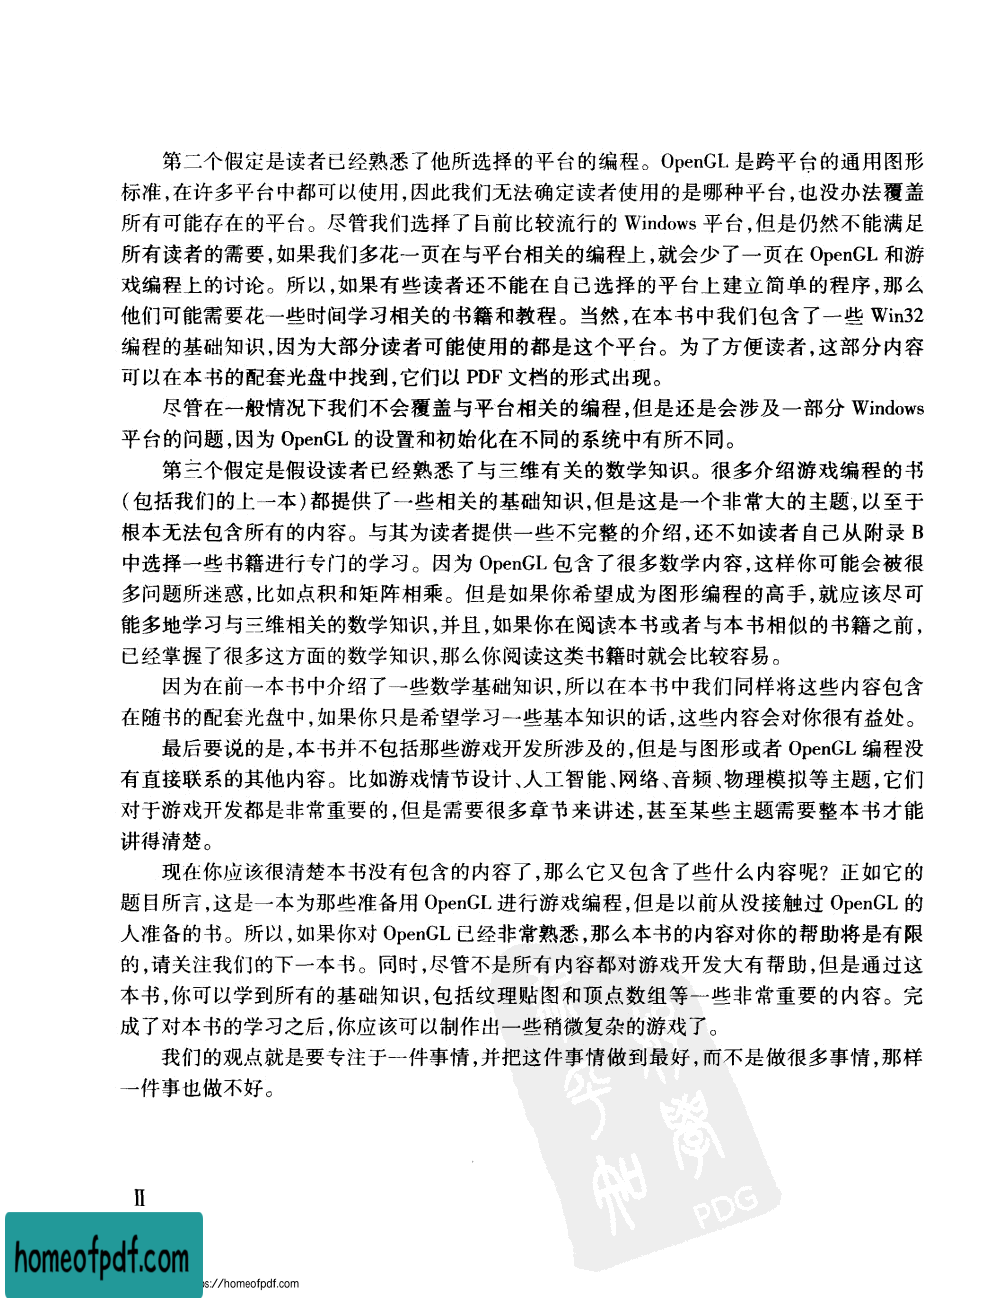 第二个假定是读者已经熟悉了他所选择的平台的编程。OpenGL 是跨平台的通用图形
标准,在许多平台中都可以使用,因此我们无法确定读者使用的是哪种平台,也没办法覆盖
所有可能存在的平台。尽管我们选择了目前比较流行的 Windows 平台,但是仍然不能满足
所有读者的需要,如果我们多花一页在与平台相关的编程上,就会少了一页在 OpenGL 和游
戏编程上的讨论。所以,如果有些读者还不能在自己选择的平台上建立简单的程序,那么
他们可能需要花一些时间学习相关的书籍和教程。当然,在本书中我们包含了一些 Win32
编程的基础知识,因为大部分读者可能使用的都是这个平台。为了方便读者,这部分内容
可以在本书的配套光盘中找到,它们以 PDF 文档的形式出现。
尽管在一般情况下我们不会覆盖与平台相关的编程,但是还是会涉及一部分 Windows
平台的问题,因为 OpenGL 的设置和初始化在不同的系统中有所不同。
第三个假定是假设读者已经熟悉了与三维有关的数学知识。很多介绍游戏编程的书
(包括我们的上一本)都提供了一些相关的基础知识,但是这是一个非常大的主题,以至于
根本无法包含所有的内容。与其为读者提供一些不完整的介绍,还不如读者自己从附录 B
中选择一些书籍进行专门的学习。因为 OpenGL 包含了很多数学内容,这样你可能会被很
多问题所迷惑,比如点积和矩阵相乘。但是如果你希望成为图形编程的高手,就应该尽可
能多地学习与三维相关的数学知识,并且,如果你在阅读本书或者与本书相似的书籍之前,
已经掌握了很多这方面的数学知识,那么你阅读这类书籍时就会比较容易。
因为在前一本书中介绍了一些数学基础知识,所以在本书中我们同样将这些内容包含
在随书的配套光盘中,如果你只是希望学习一些基本知识的话,这些内容会对你很有益处。
最后要说的是,本书并不包括那些游戏开发所涉及的,但是与图形或者 OpenGL 编程没
有直接联系的其他内容。比如游戏情节设计、人工智能、网络、音频、物理模拟等主题,它们
对于游戏开发都是非常重要的,但是需要很多章节来讲述,甚至某些主题需要整本书才能
讲得清楚。
现在你应该很清楚本书没有包含的内容了,那么它又包含了些什么内容呢? 正如它的
题目所言,这是一本为那些准备用 OpenGL 进行游戏编程,但是以前从没接触过 OpenGL 的
人准备的书。所以,如果你对 OpenGL 已经非常熟悉,那么本书的内容对你的帮助将是有限
的,请关注我们的下一本书。同时,尽管不是所有内容都对游戏开发大有帮助,但是通过这
本书,你可以学到所有的基础知识,包括纹理贴图和顶点数组等一些非常重要的内容。完
成了对本书的学习之后,你应该可以制作出一些稍微复杂的游戏了。
我们的观点就是要专注于一件事情,并把这件事情做到最好,而不是做很多事情,那样
一件事也做不好。
PDG
II
homeofpdf.com
ps://homeofpdf.com